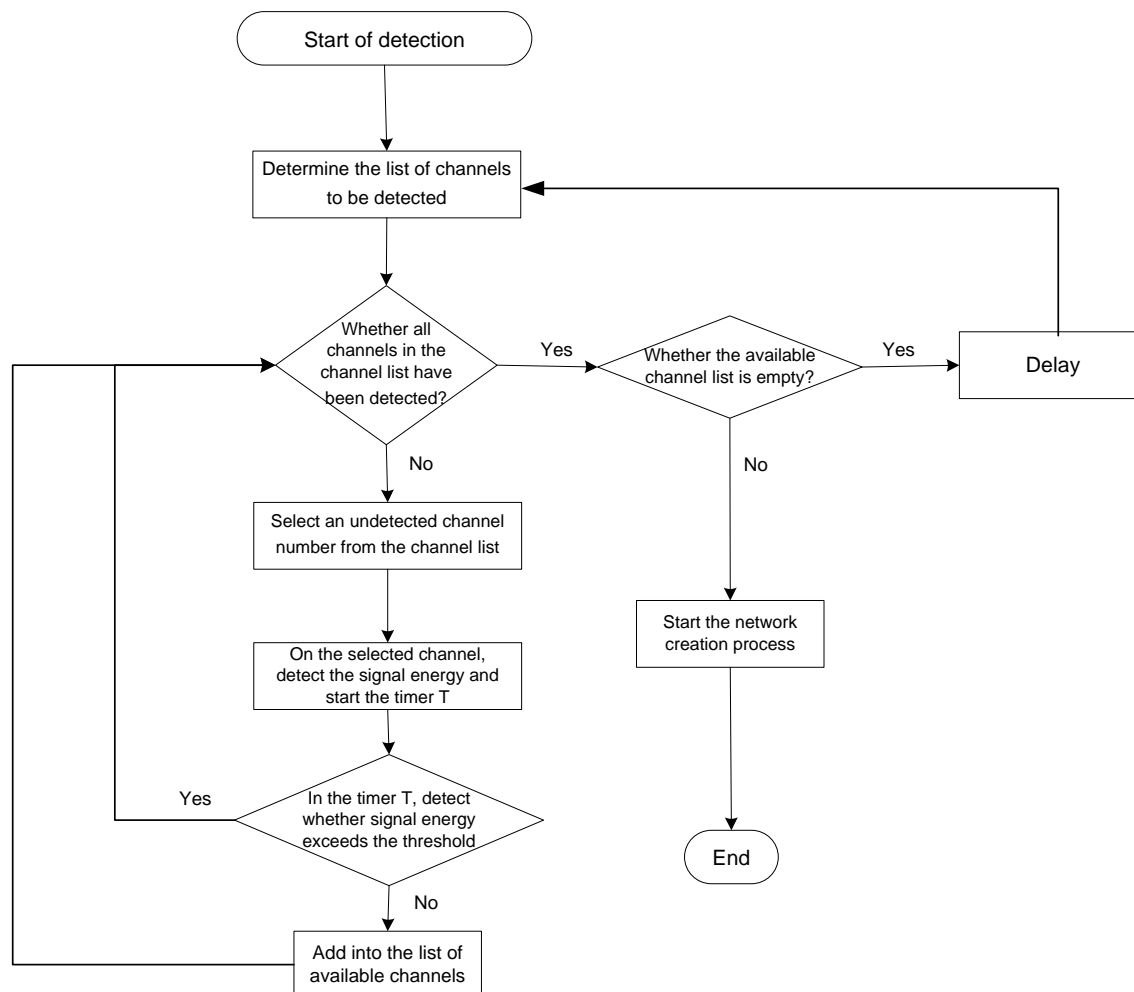 Start of detection
Determine the list of channels
to be detected
Whether all
channels in the
channel list have
been detected?
Yes
Whether the available
channel list is empty?
Yes
Delay
No
No
Select an undetected channel
number from the channel list
Start the network
creation process
On the selected channel,
detect the signal energy and
start the timer T
Yes
In the timer T, detect
whether signal energy
exceeds the threshold
End
No
Add into the list of
available channels